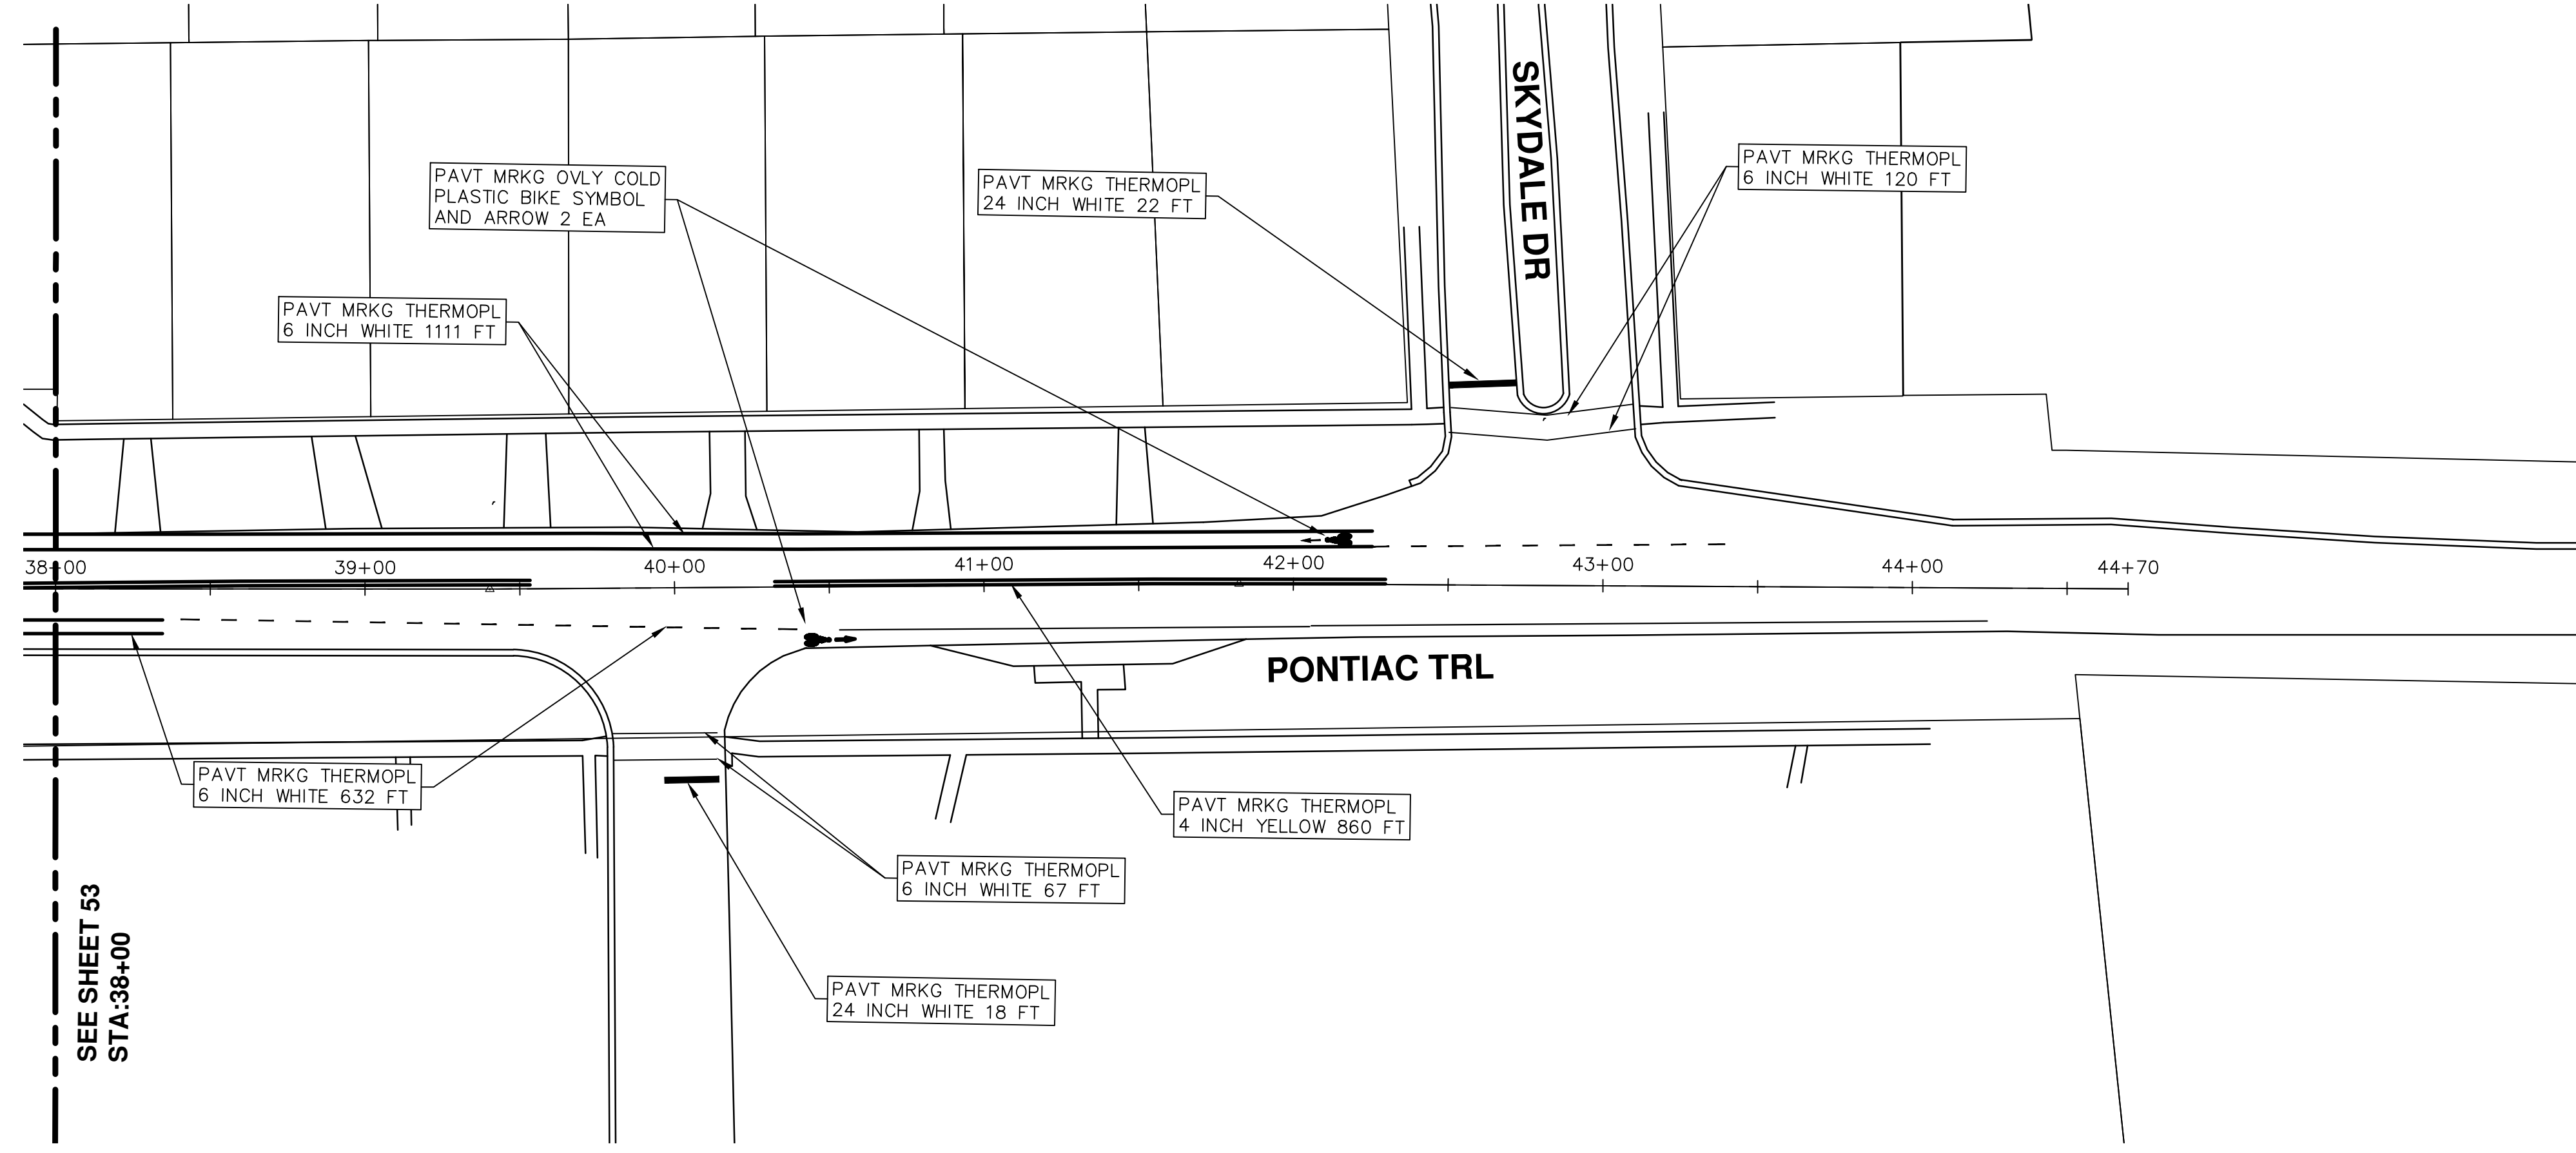 SKYDALE DR
PAVT MRKG THERMOPL
6 INCH WHITE 120 FT
PAVT MRKG OVLY COLD
PLASTIC BIKE SYMBOL
AND ARROW 2 EA
PAVT MRKG THERMOPL
24 INCH WHITE 22 FT
PAVT MRKG THERMOPL
6 INCH WHITE 1111 FT
38+00
39+00
40+00
41+00
42+00
43+00
44+00
44+70
PONTIAC TRL
PAVT MRKG THERMOPL
6 INCH WHITE 632 FT
PAVT MRKG THERMOPL
4 INCH YELLOW 860 FT
PAVT MRKG THERMOPL
6 INCH WHITE 67 FT
SEE SHEET 53
STA:38+00
PAVT MRKG THERMOPL
24 INCH WHITE 18 FT